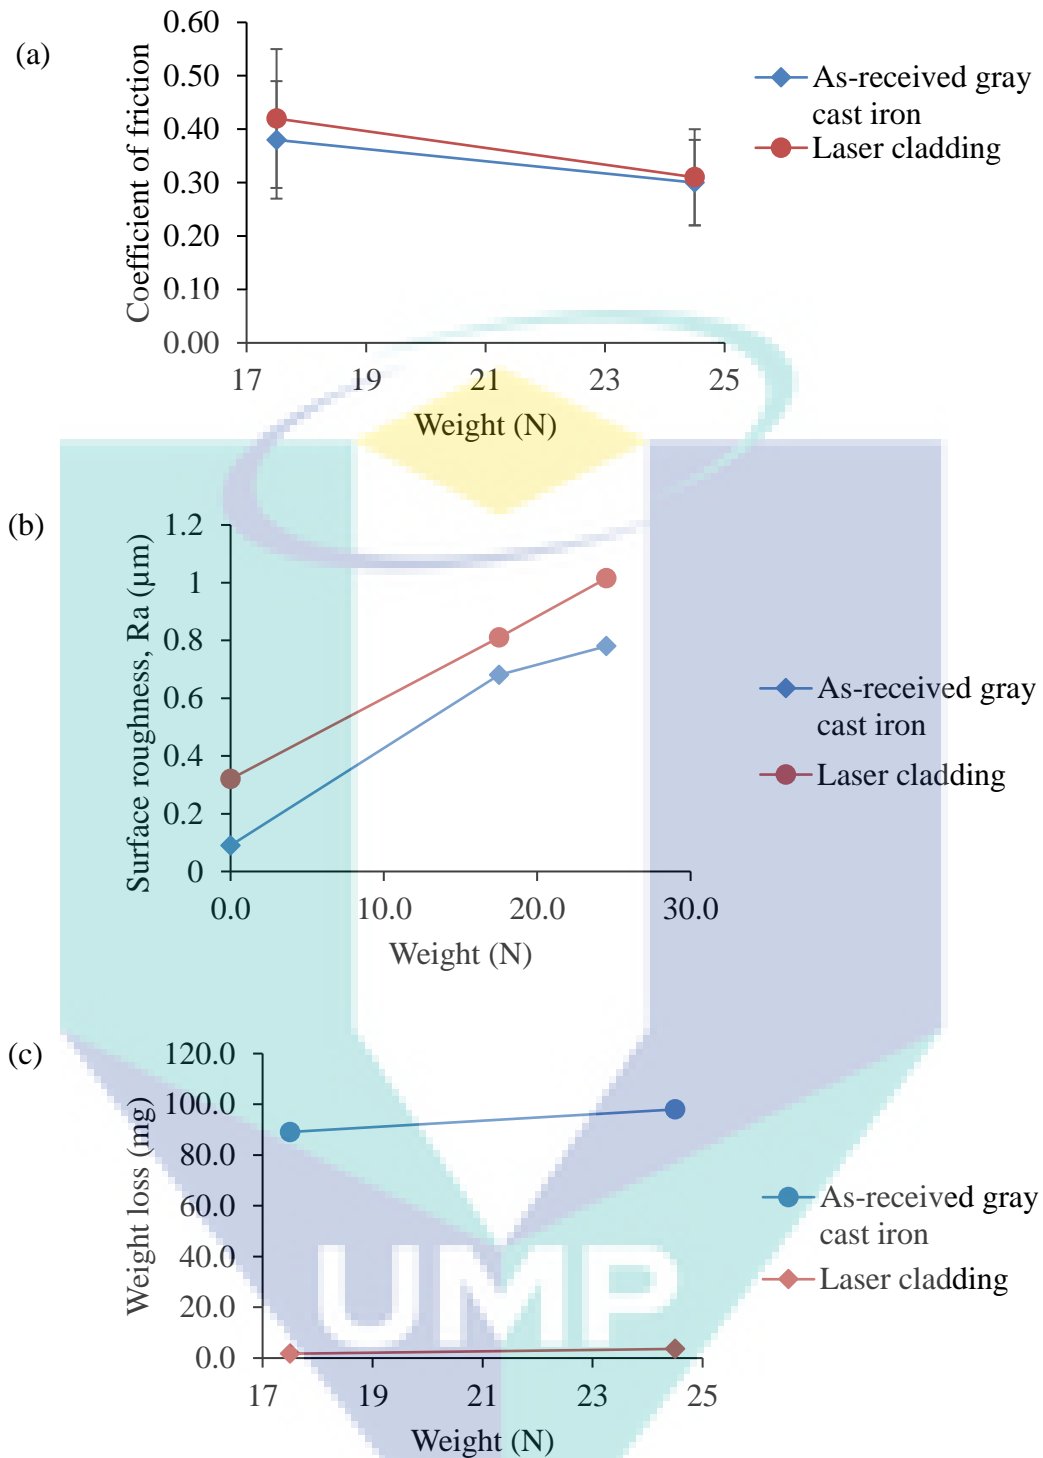 (a)
0.60
0.50
0.40
0.30
0.20
0.10
0.00
Coefficient of friction
17 19 21 23 25
Weight (N)
As-received gray
cast iron
Laser cladding
(b)
1.2
1
0.8
0.6
0.4
0.2
0
Surface roughness, Ra (µm)
0.0 10.0 20.0 30.0
Weight (N)
As-received gray
cast iron
Laser cladding
(c)
120.0
100.0
80.0
60.0
40.0
20.0
0.0
Weight loss (mg)
17 19 21 23 25
Weight (N)
As-received gray
cast iron
Laser cladding
UMP